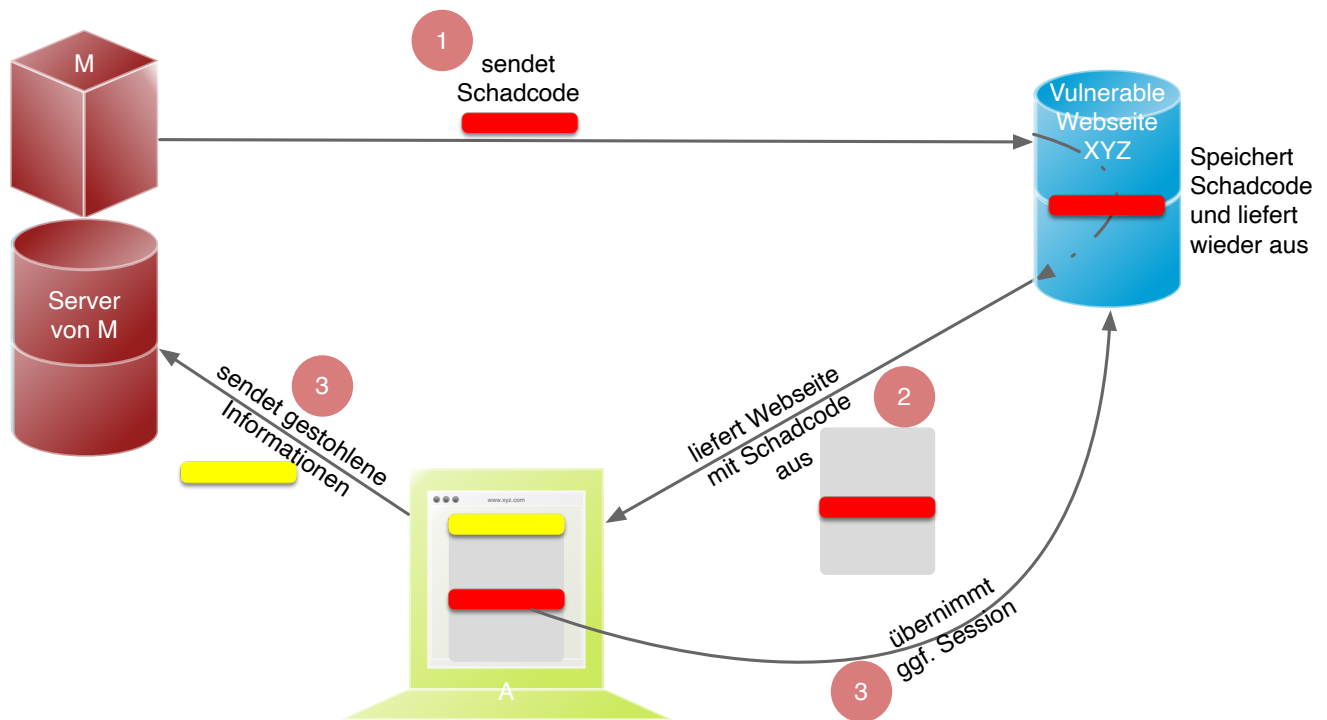 M
1
sendet
Schadcode
Vulnerable
Webseite
XYZ
Speichert
Schadcode
und liefert
wieder aus
Server
von M
3
sendet gestohlene
Informationen
2
liefert Webseite
mit Schadcode
aus
www.xyz.com
A
übernimmt
ggf. Session
3